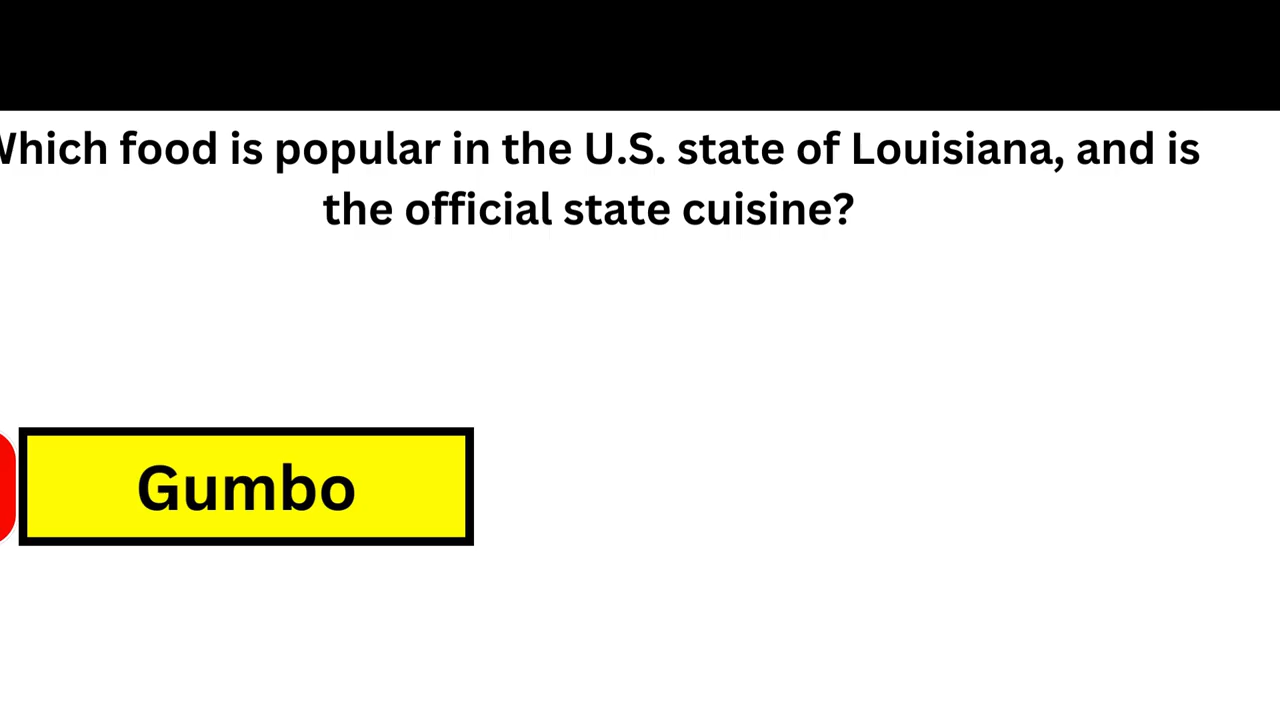 Which food is popular in the U.S. state of Louisiana, and is
the official state cuisine?
Gumbo